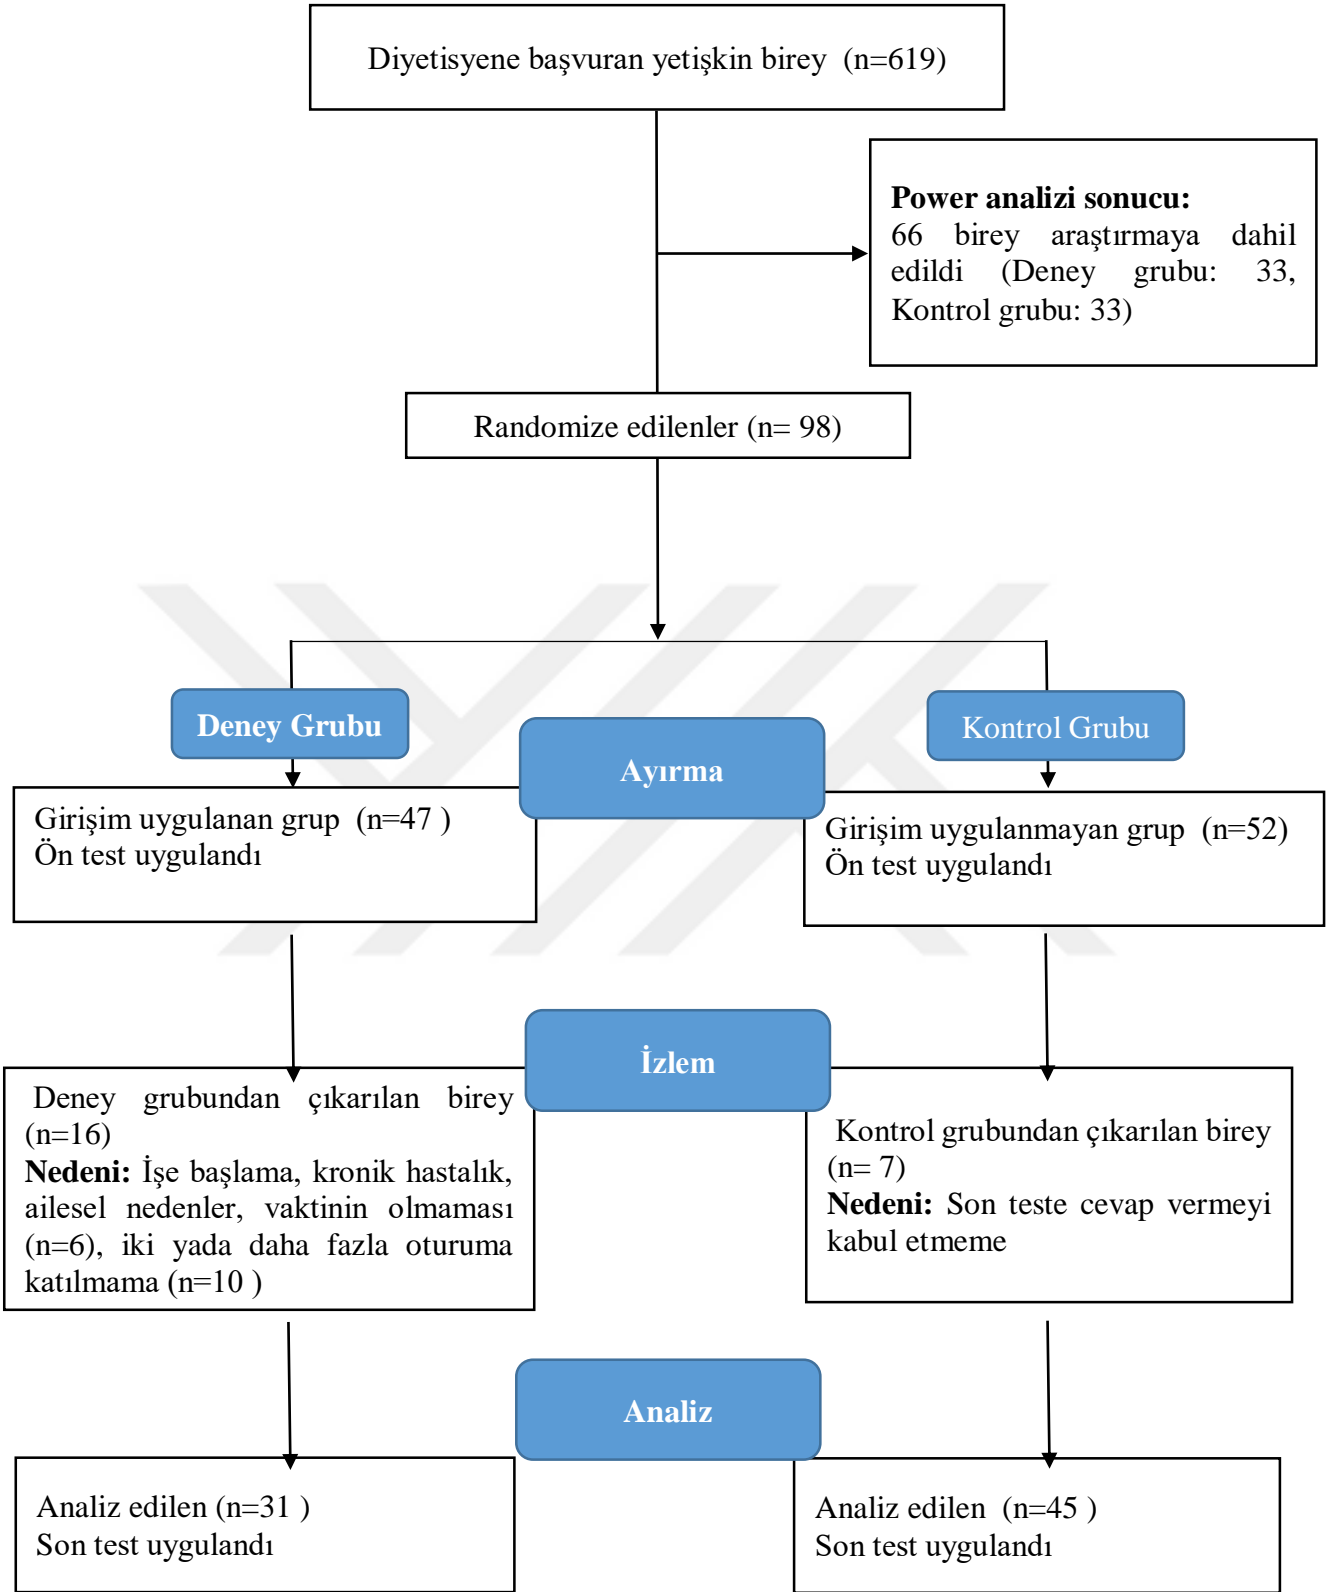 Diyetisyene başvuran yetişkin birey  (n=619)
Power analizi sonucu:
66 birey araştırmaya dahil
edildi (Deney grubu: 33,
Kontrol grubu: 33)
Randomize edilenler (n= 98)
Deney Grubu
Kontrol Grubu
Ayırma
Girişim uygulanan grup  (n=47 )
Ön test uygulandı
Girişim uygulanmayan grup  (n=52)
Ön test uygulandı
İzlem
Deney grubundan çıkarılan birey
(n=16)
Nedeni: İşe başlama, kronik hastalık,
ailesel nedenler, vaktinin olmaması
(n=6), iki yada daha fazla oturuma
katılmama (n=10 )
Kontrol grubundan çıkarılan birey
(n= 7)
Nedeni: Son teste cevap vermeyi
kabul etmeme
Analiz
Analiz edilen (n=31 )
Son test uygulandı
Analiz edilen  (n=45 )
Son test uygulandı